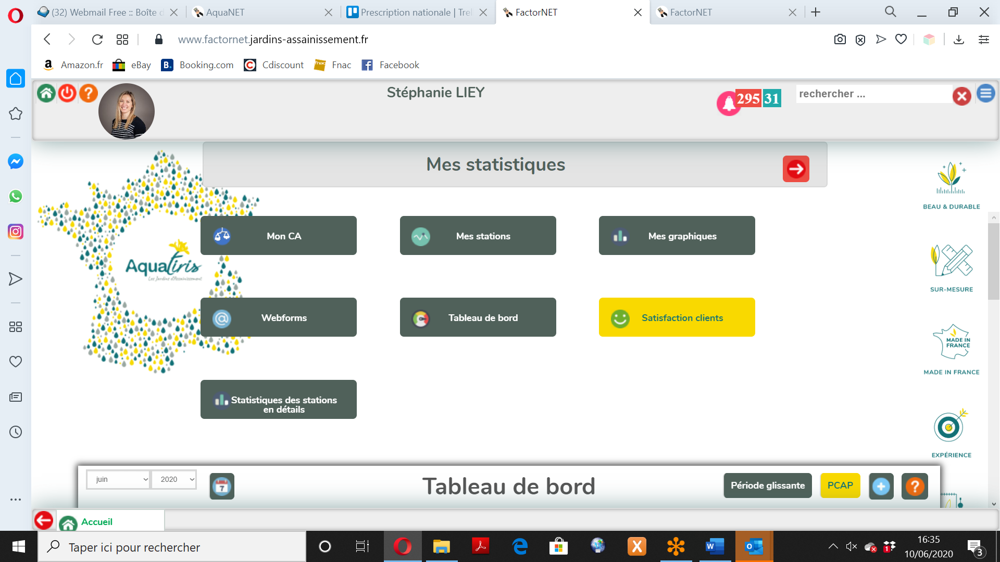 (32) Webmail Free :: Boîte d
AquaNET
Prescription nationale | Trel
FactorNET
FactorNET
www.factornet.jardins-assainissement.fr
Amazon.fr
eBay
Booking.com
Cdiscount
Fnac
Facebook
Stéphanie LIEY
295 31
rechercher ...
Mes statistiques
BEAU & DURABLE
Mon CA
Mes stations
Mes graphiques
Aquatiris
Les Jardins d'Assainissement
SUR-MESURE
Webforms
Tableau de bord
Satisfaction clients
MADE IN
FRANCE
MADE IN FRANCE
Statistiques des stations
en détails
EXPÉRIENCE
juin
2020
7
Tableau de bord
Période glissante
PCAP
Accueil
Taper ici pour rechercher
16:35
10/06/2020
3